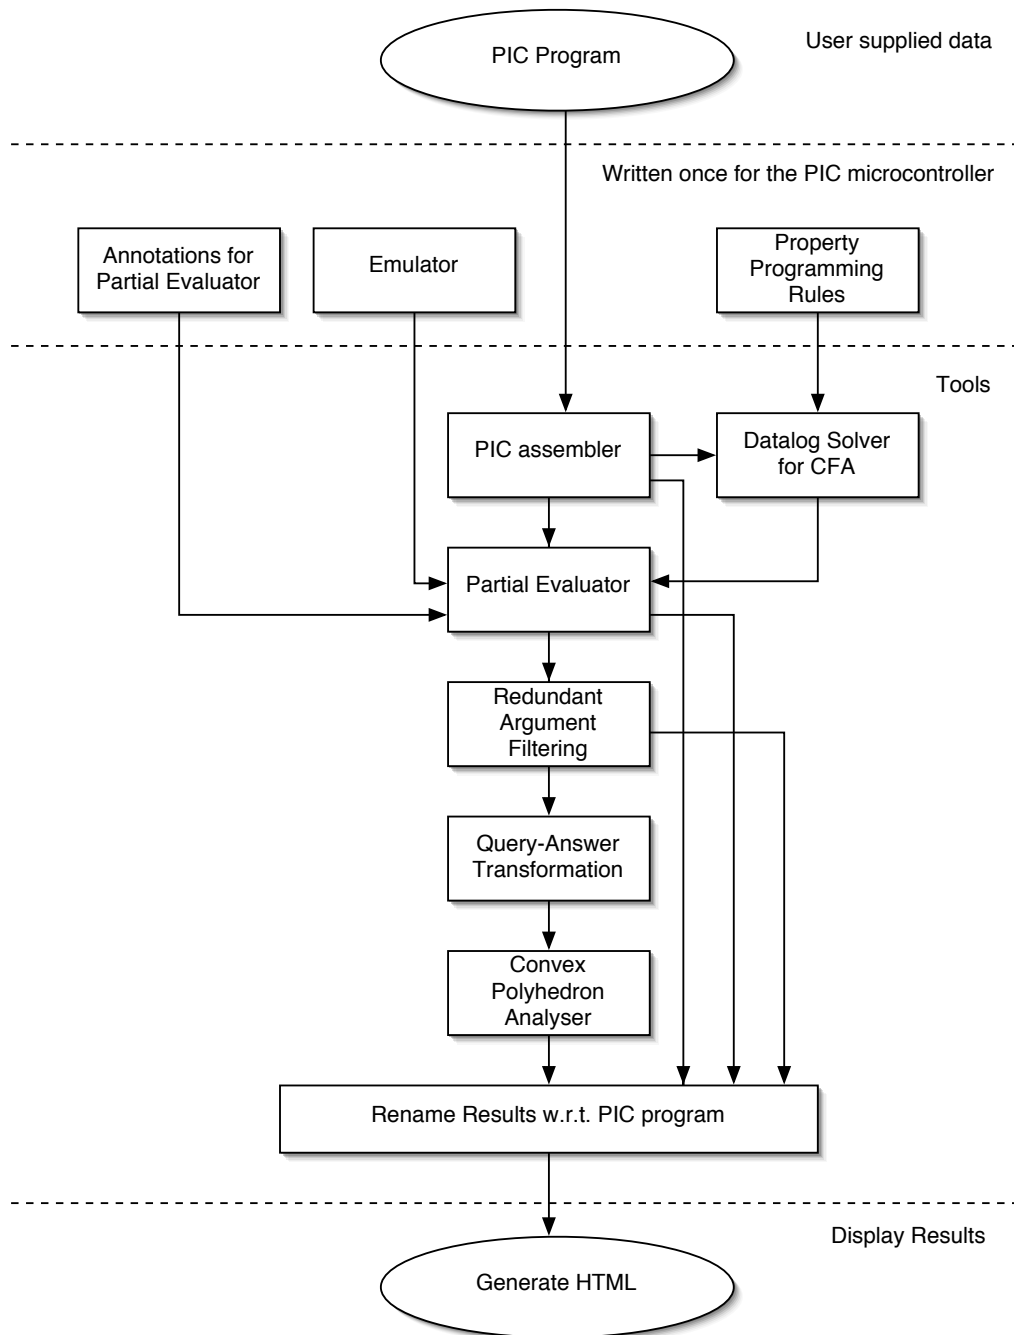 PIC Program
User supplied data
Written once for the PIC microcontroller
Annotations for
Partial Evaluator
Emulator
Property
Programming
Rules
Tools
PIC assembler
Datalog Solver
for CFA
Partial Evaluator
Redundant
Argument
Filtering
Query-Answer
Transformation
Convex
Polyhedron
Analyser
Rename Results w.r.t. PIC program
Display Results
Generate HTML